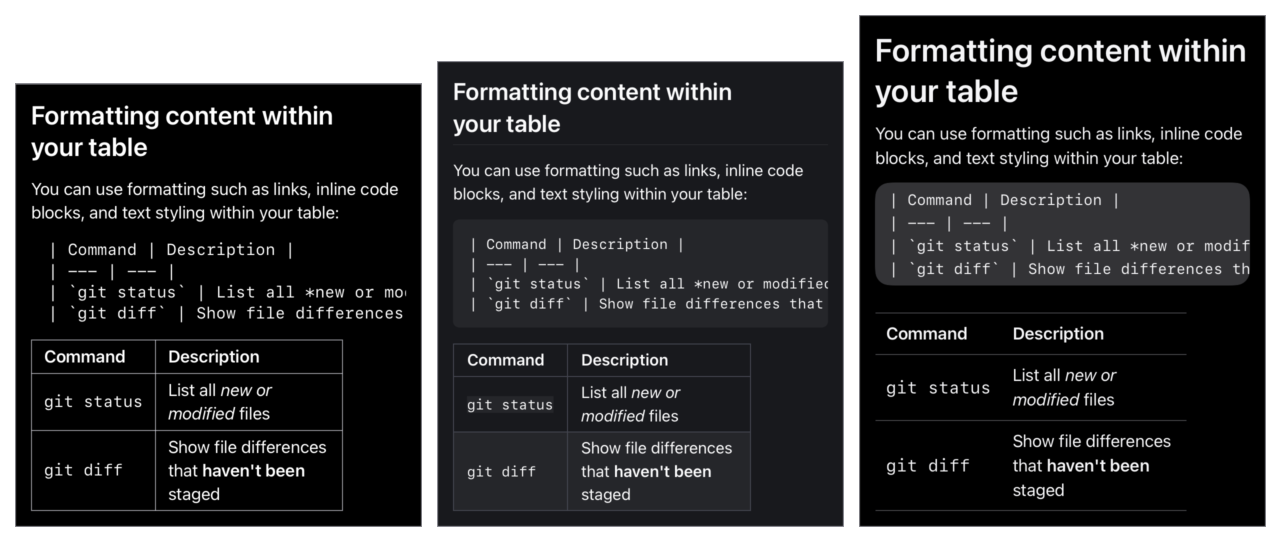 Formatting content within
your table
You can use formatting such as links, inline code
blocks, and text styling within your table:
| Command | Description |
| --- | --- |
| `git status` | List all *new or mo
| `git diff` | Show file differences
Command Description
git status List all new or
modified files
git diff Show file differences
that haven't been
staged
Formatting content within
your table
You can use formatting such as links, inline code
blocks, and text styling within your table:
| Command | Description |
| --- | --- |
| `git status` | List all *new or modified
| `git diff` | Show file differences that
Command Description
git status List all new or
modified files
git diff Show file differences
that haven't been
staged
Formatting content within
your table
You can use formatting such as links, inline code
blocks, and text styling within your table:
| Command | Description |
| --- | --- |
| `git status` | List all *new or modif
| `git diff` | Show file differences th
Command Description
git status List all new or
modified files
git diff Show file differences
that haven't been
staged